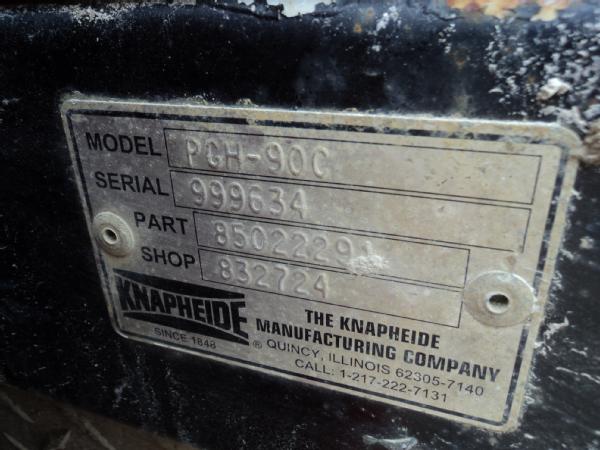 MODEL PGH-90C
SERIAL 999634
PART 85022291
SHOP 832724
KNAPHEIDE
SINCE 1848 ®
THE KNAPHEIDE
MANUFACTURING COMPANY
QUINCY, ILLINOIS 62305-7140
CALL: 1-217-222-7131